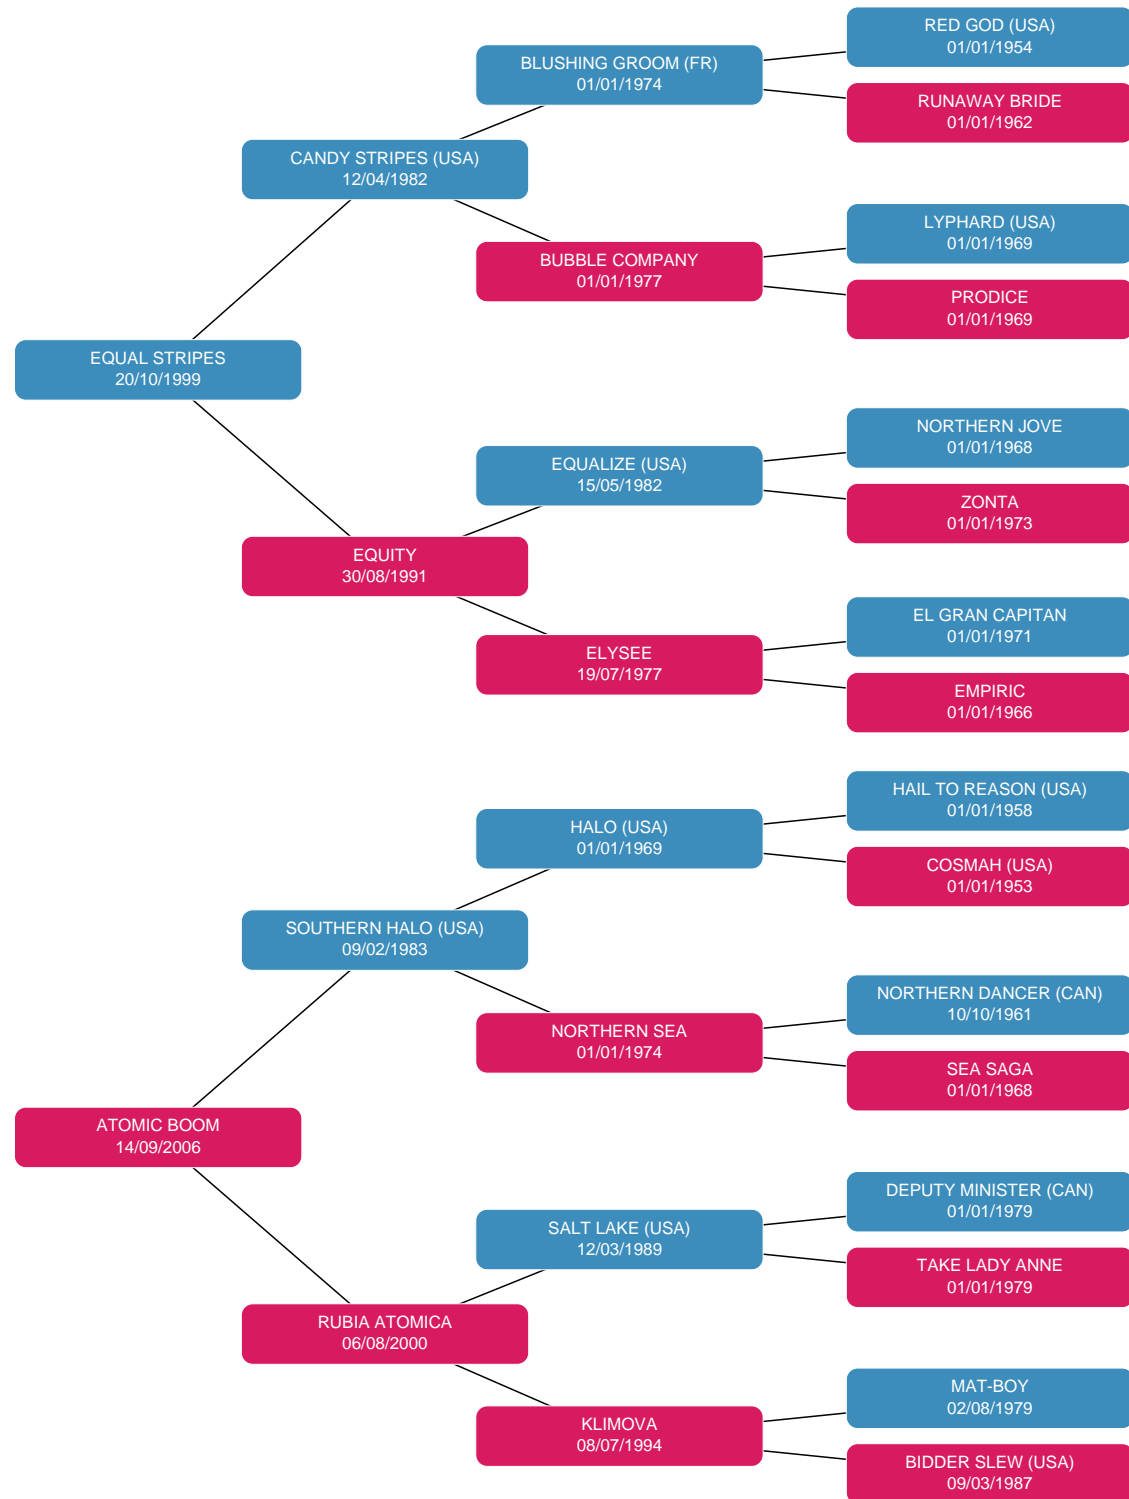 RED GOD (USA)
01/01/1954
BLUSHING GROOM (FR)
01/01/1974
RUNAWAY BRIDE
01/01/1962
CANDY STRIPES (USA)
12/04/1982
LYPHARD (USA)
01/01/1969
BUBBLE COMPANY
01/01/1977
PRODICE
01/01/1969
EQUAL STRIPES
20/10/1999
NORTHERN JOVE
01/01/1968
EQUALIZE (USA)
15/05/1982
ZONTA
01/01/1973
EQUITY
30/08/1991
EL GRAN CAPITAN
01/01/1971
ELYSEE
19/07/1977
EMPIRIC
01/01/1966
HAIL TO REASON (USA)
01/01/1958
HALO (USA)
01/01/1969
COSMAH (USA)
01/01/1953
SOUTHERN HALO (USA)
09/02/1983
NORTHERN DANCER (CAN)
10/10/1961
NORTHERN SEA
01/01/1974
SEA SAGA
01/01/1968
ATOMIC BOOM
14/09/2006
DEPUTY MINISTER (CAN)
01/01/1979
SALT LAKE (USA)
12/03/1989
TAKE LADY ANNE
01/01/1979
RUBIA ATOMICA
06/08/2000
MAT-BOY
02/08/1979
KLIMOVA
08/07/1994
BIDDER SLEW (USA)
09/03/1987